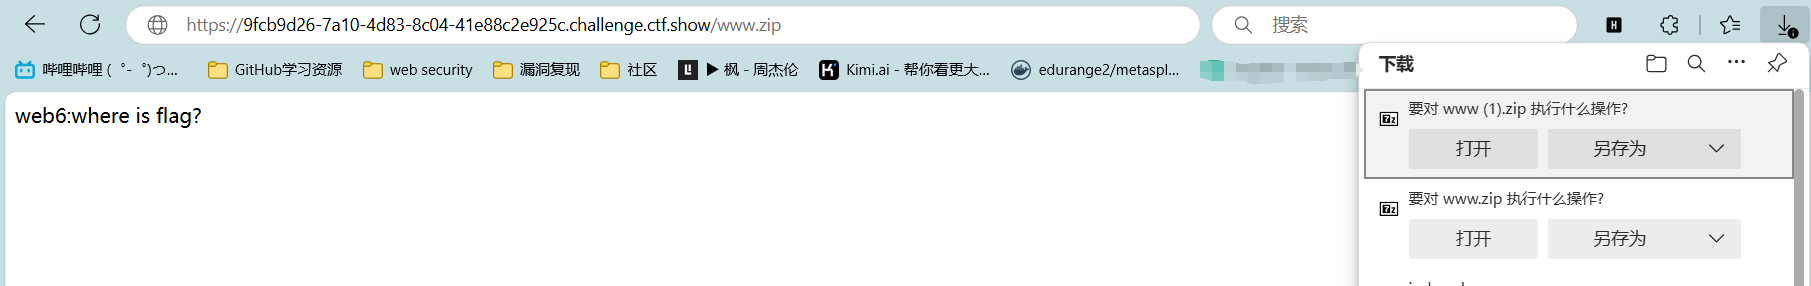 https://9fcb9d26-7a10-4d83-8c04-41e88c2e925c.challenge.ctf.show/www.zip
搜索
哔哩哔哩 (゜-゜)つ...
GitHub学习资源
web security
漏洞复现
社区
▶ 枫 - 周杰伦
Kimi.ai - 帮你看更大...
edurange2/metaspl...
下载
web6:where is flag?
要对 www (1).zip 执行什么操作?
打开
另存为
要对 www.zip 执行什么操作?
打开
另存为